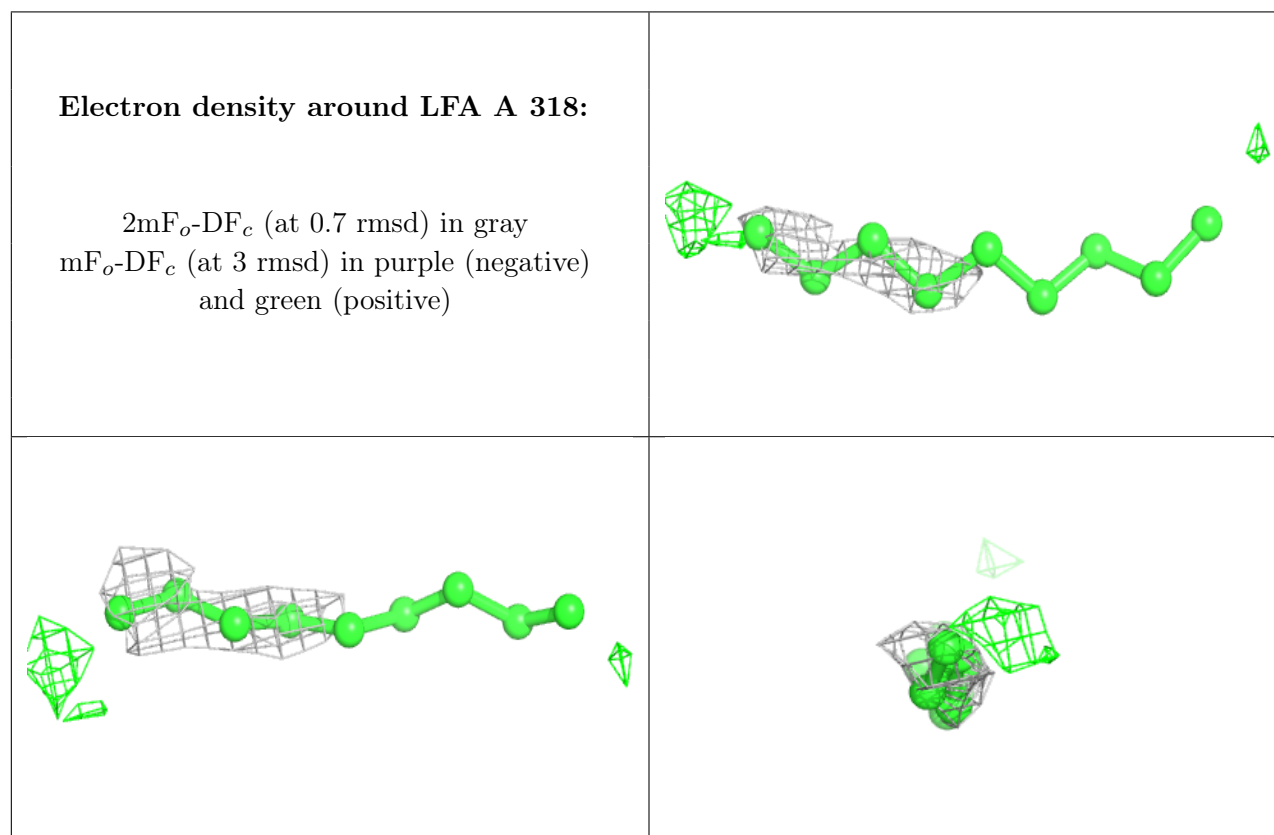 Electron density around LFA A 318:
2mFo-DFc (at 0.7 rmsd) in gray
mFo-DFc (at 3 rmsd) in purple (negative)
and green (positive)